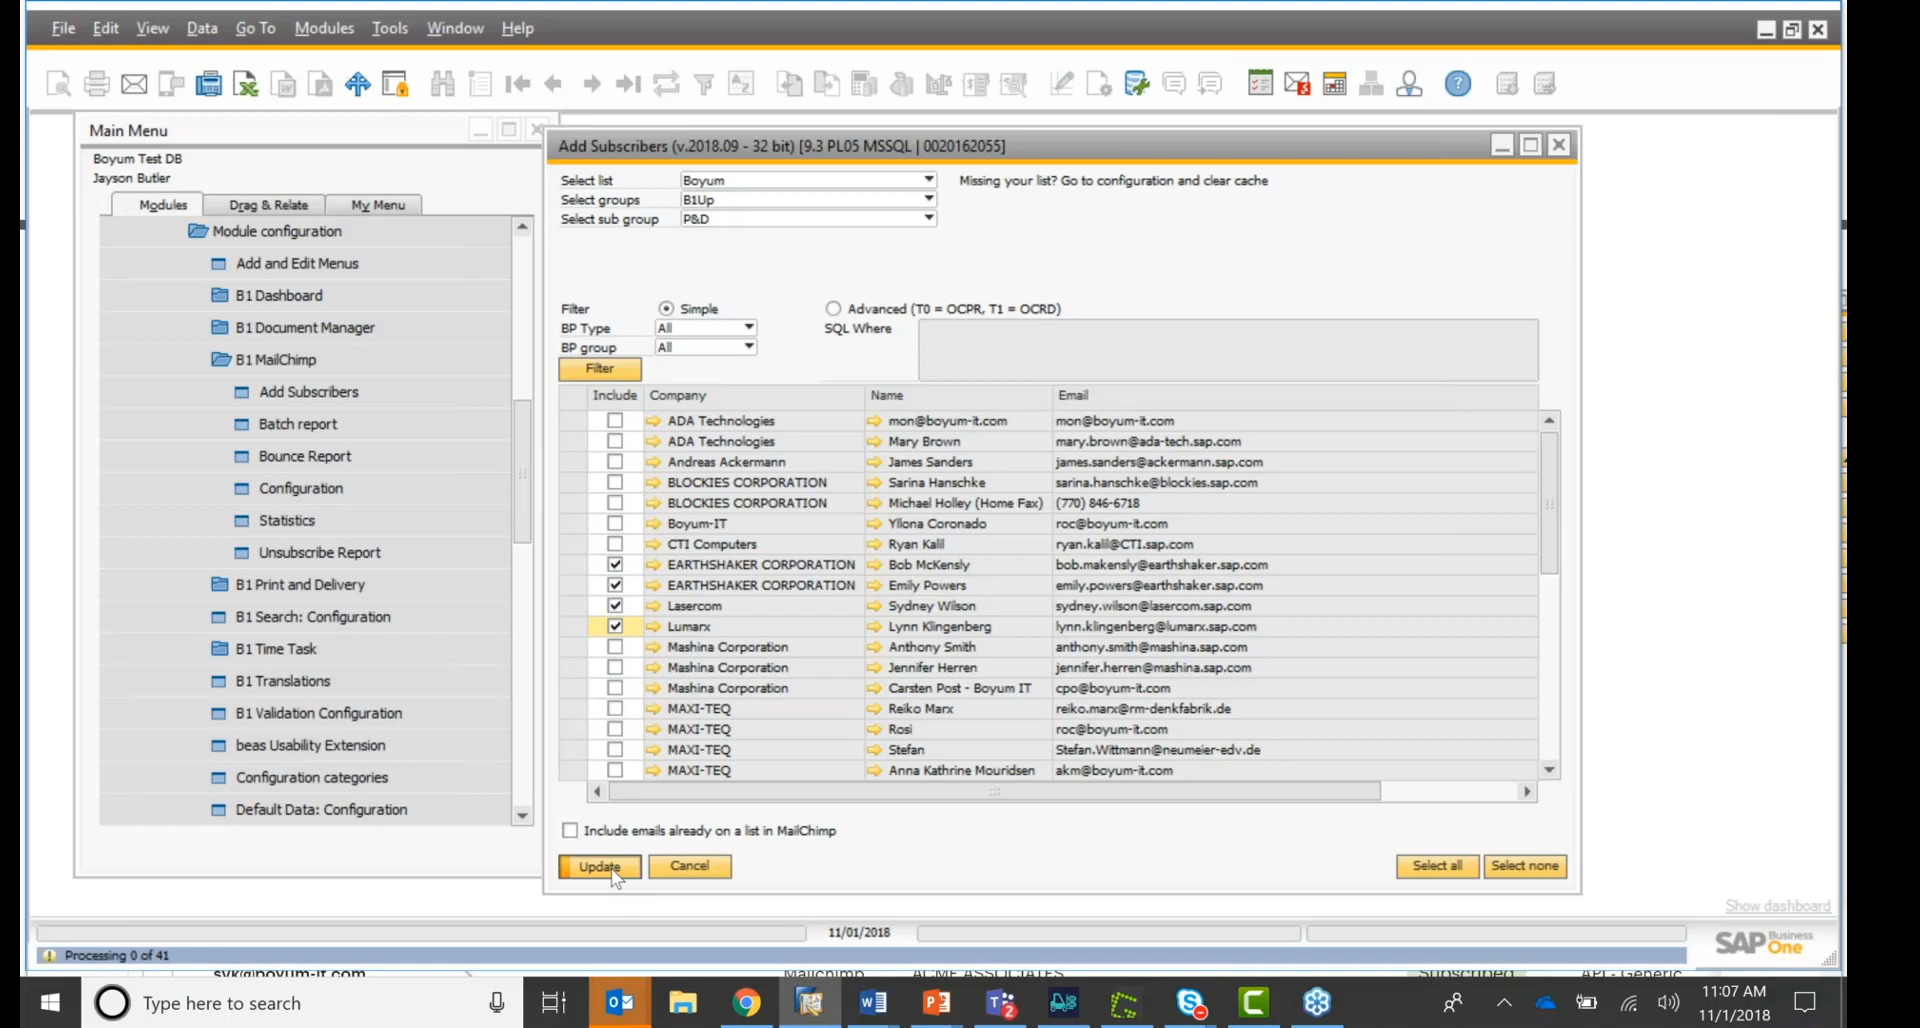 File Edit View Data Go To Modules Tools Window Help
Main Menu
Boyum Test DB
Jayson Butler
Modules Drag & Relate My Menu
Module configuration
Add and Edit Menus
B1 Dashboard
B1 Document Manager
B1 MailChimp
Add Subscribers
Batch report
Bounce Report
Configuration
Statistics
Unsubscribe Report
B1 Print and Delivery
B1 Search: Configuration
B1 Time Task
B1 Translations
B1 Validation Configuration
beas Usability Extension
Configuration categories
Default Data: Configuration
Add Subscribers (v.2018.09 - 32 bit) [9.3 PL05 MSSQL | 0020162055]
Select list Boyum Missing your list? Go to configuration and clear cache
Select groups B1Up
Select sub group P&D
Filter Simple Advanced (T0 = OCPR, T1 = OCRD)
BP Type All SQL Where
BP group All
Filter
Include Company Name Email
ADA Technologies mon@boyum-it.com mon@boyum-it.com
ADA Technologies Mary Brown mary.brown@ada-tech.sap.com
Andreas Ackermann James Sanders james.sanders@ackermann.sap.com
BLOCKIES CORPORATION Sarina Hanschke sarina.hanschke@blockies.sap.com
BLOCKIES CORPORATION Michael Holley (Home Fax) (770) 846-6718
Boyum-IT Yllona Coronado roc@boyum-it.com
CTI Computers Ryan Kalil ryan.kalil@CTI.sap.com
EARTHSHAKER CORPORATION Bob McKensly bob.makensly@earthshaker.sap.com
EARTHSHAKER CORPORATION Emily Powers emily.powers@earthshaker.sap.com
Lasercom Sydney Wilson sydney.wilson@lasercom.sap.com
Lumarx Lynn Klingenberg lynn.klingenberg@lumarx.sap.com
Mashina Corporation Anthony Smith anthony.smith@mashina.sap.com
Mashina Corporation Jennifer Herren jennifer.herren@mashina.sap.com
Mashina Corporation Carsten Post - Boyum IT cpo@boyum-it.com
MAXI-TEQ Reiko Marx reiko.marx@rm-denkfabrik.de
MAXI-TEQ Rosi roc@boyum-it.com
MAXI-TEQ Stefan Stefan.Wittmann@neumeier-edv.de
MAXI-TEQ Anna Kathrine Mouridsen akm@boyum-it.com
Include emails already on a list in MailChimp
Update Cancel Select all Select none
Show dashboard
11/01/2018
SAP Business One
Processing 0 of 41
svk@boyum-it.com Mailchimp ACME ASSOCIATES Subscribed API - Generic
Type here to search
11:07 AM
11/1/2018